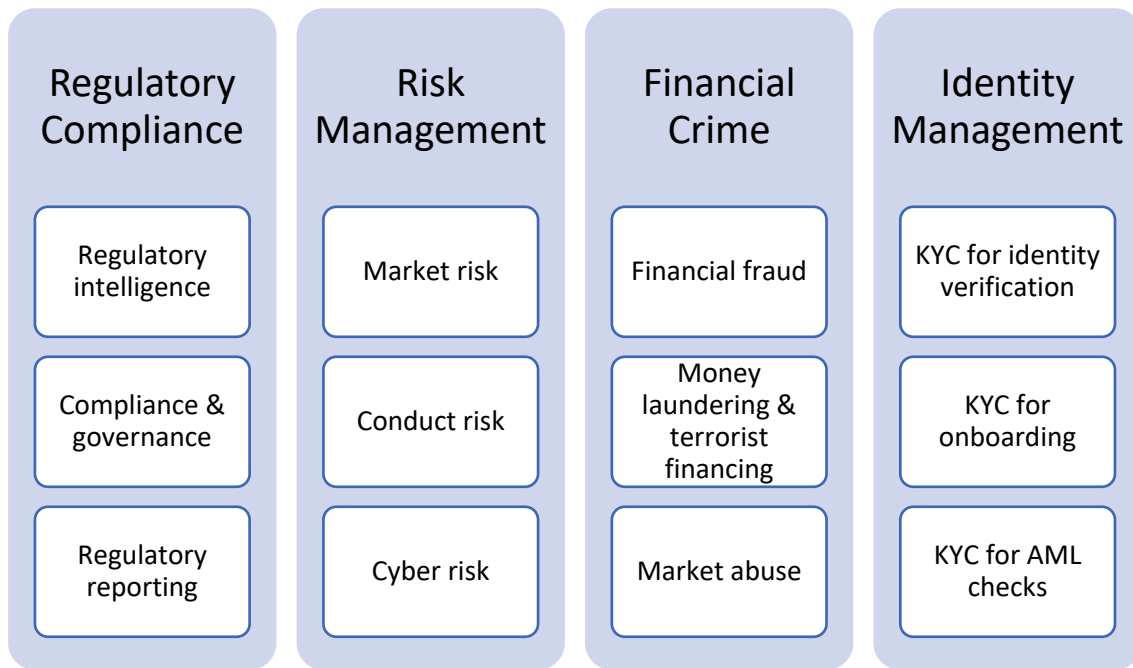 Regulatory
Compliance
Regulatory
intelligence
Compliance &
governance
Regulatory
reporting
Risk
Management
Market risk
Conduct risk
Cyber risk
Financial
Crime
Financial fraud
Money
laundering &
terrorist
financing
Market abuse
Identity
Management
KYC for identity
verification
KYC for
onboarding
KYC for AML
checks